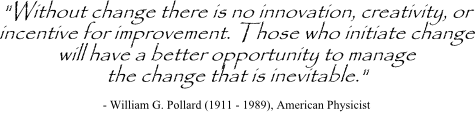 "Without change there is no innovation, creativity, or
incentive for improvement. Those who initiate change
will have a better opportunity to manage
the change that is inevitable."
- William G. Pollard (1911 - 1989), American Physicist